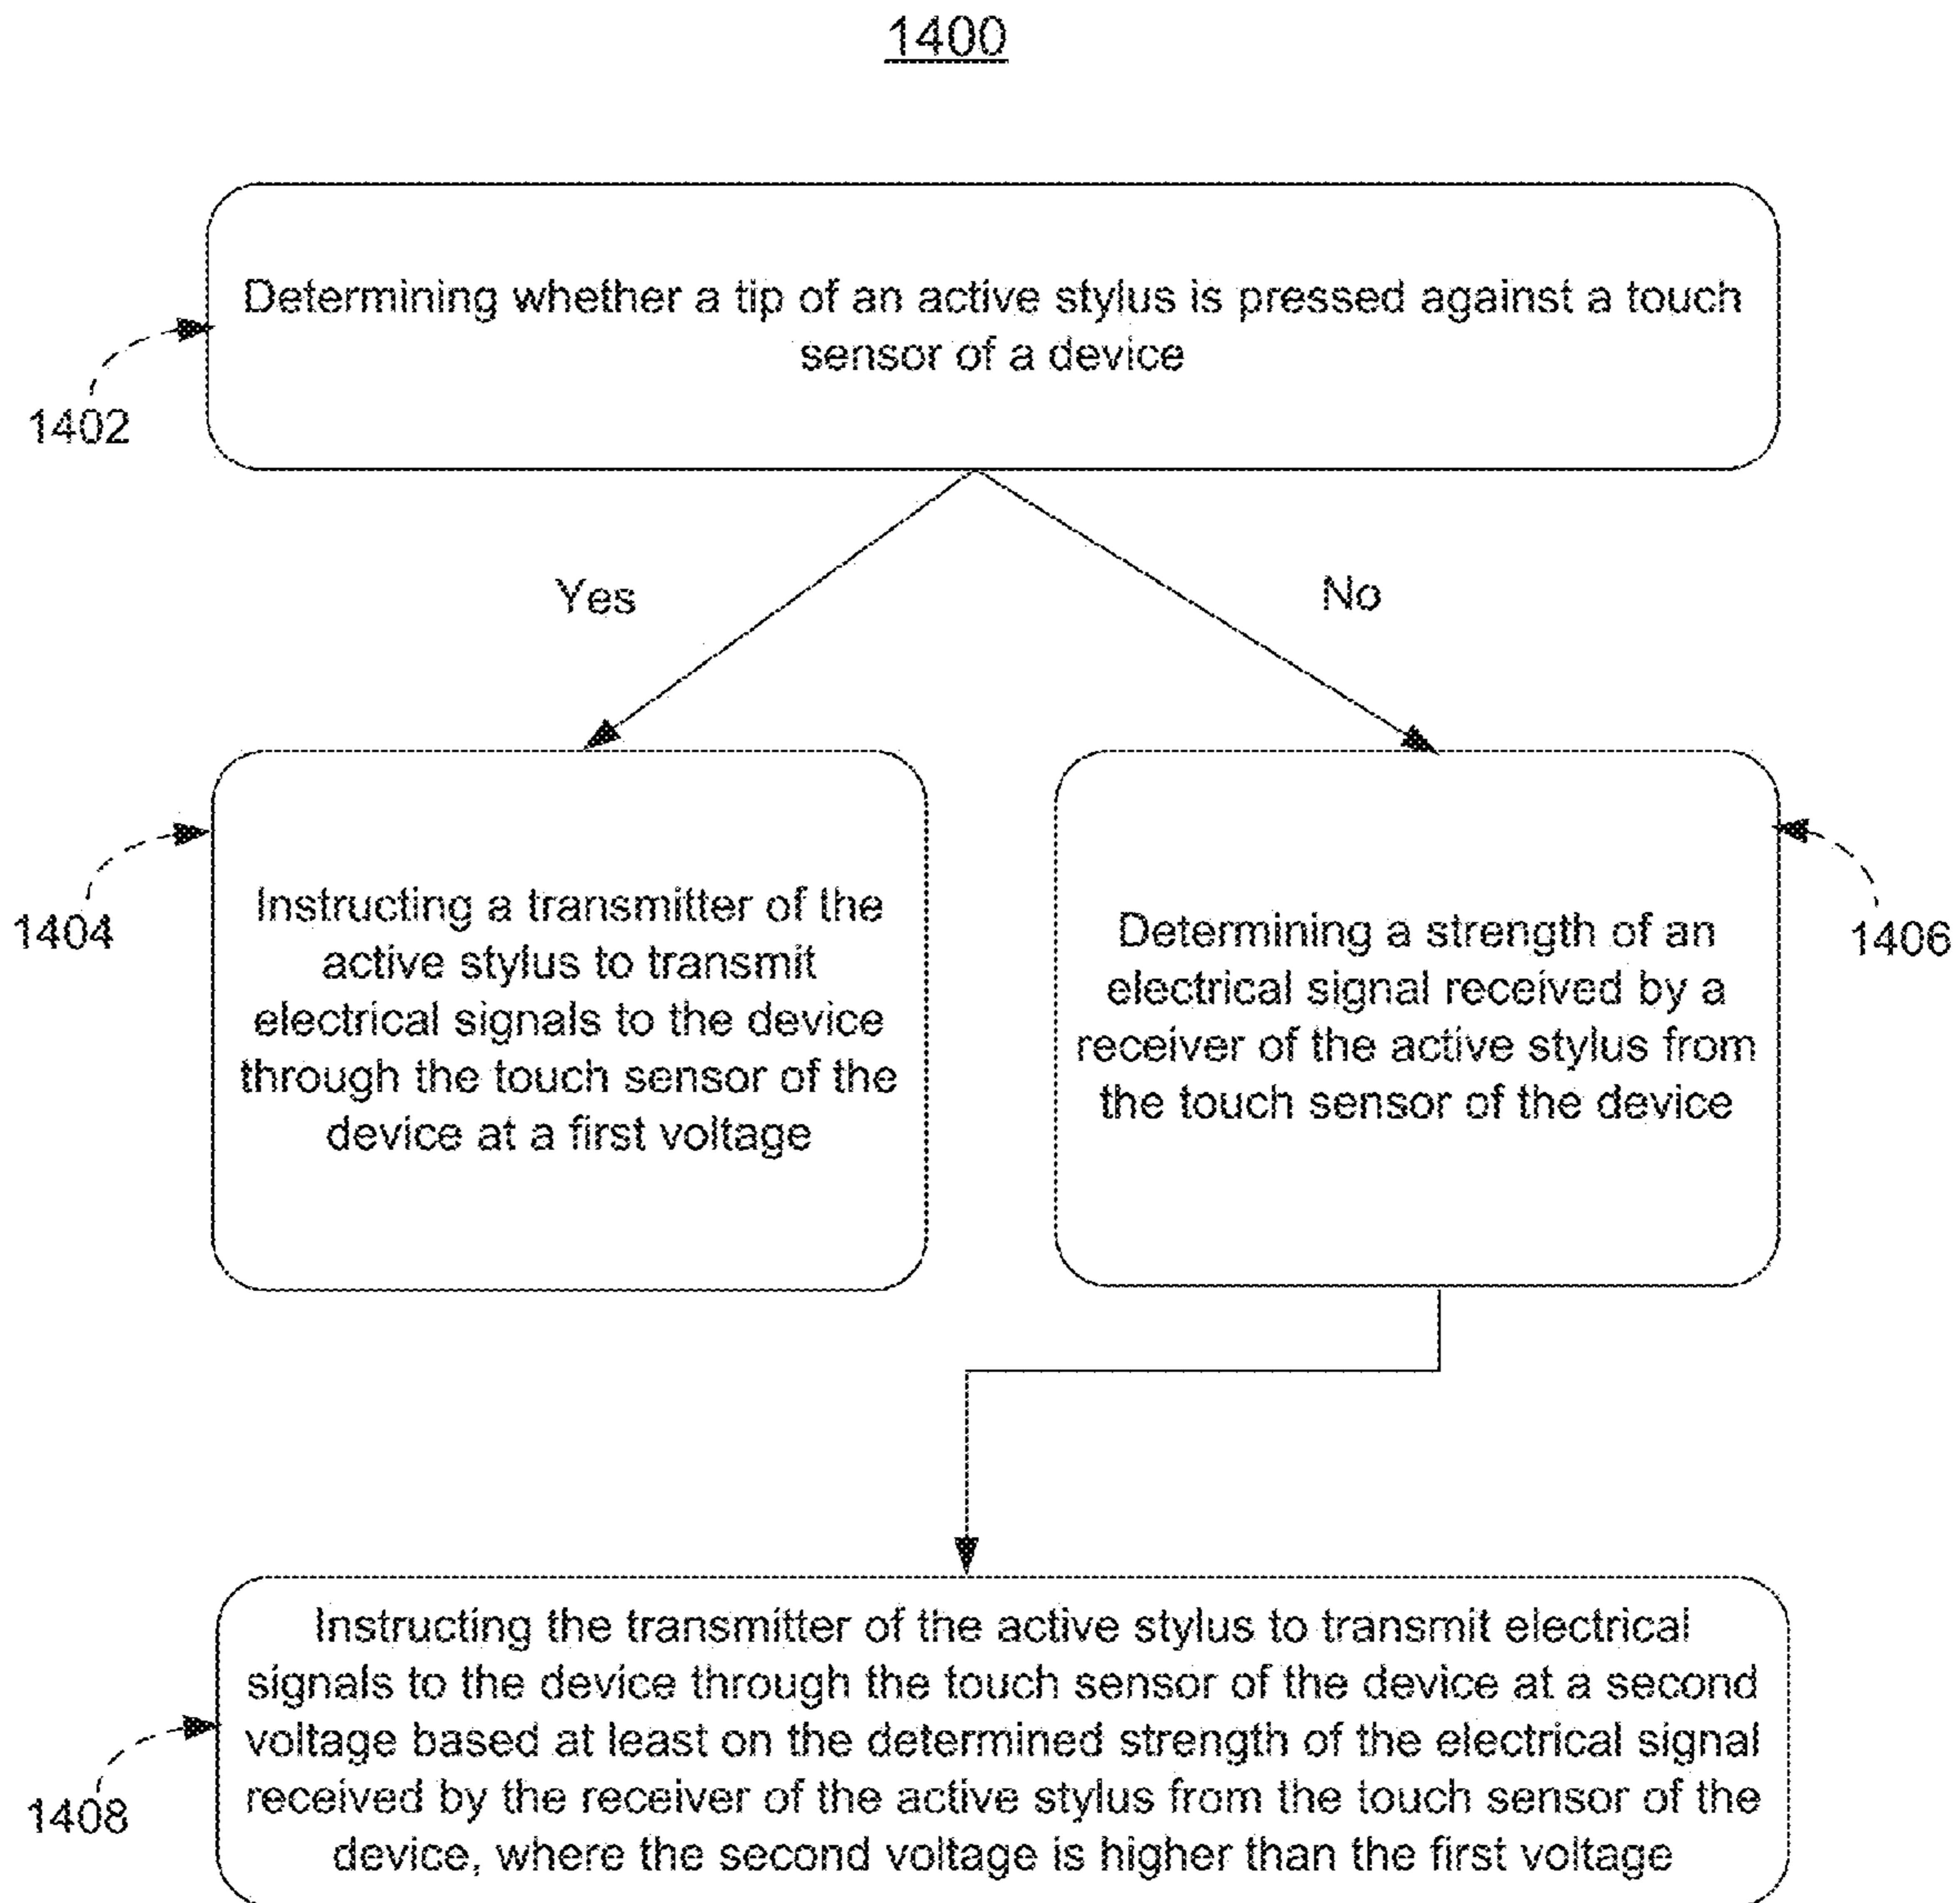 1400
Determining whether a tip of an active stylus is pressed against a touch
sensor of a device
1402
Yes
No
1404
Instructing a transmitter of the
active stylus to transmit
electrical signals to the device
through the touch sensor of the
device at a first voltage
Determining a strength of an
electrical signal received by a
receiver of the active stylus from
the touch sensor of the device
1406
Instructing the transmitter of the active stylus to transmit electrical
signals to the device through the touch sensor of the device at a second
voltage based at least on the determined strength of the electrical signal
received by the receiver of the active stylus from the touch sensor of the
device, where the second voltage is higher than the first voltage
1408